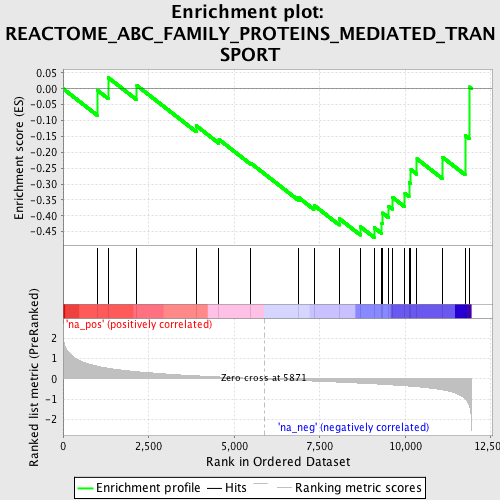 Enrichment plot:
REACTOME_ABC_FAMILY_PROTEINS_MEDIATED_TRAN
SPORT
Enrichment score (ES)
0.05
0.00
-0.05
-0.10
-0.15
-0.20
-0.25
-0.30
-0.35
-0.40
-0.45
'na_pos' (positively correlated)
Ranked list metric (PreRanked)
2
1
0
-1
-2
Zero cross at 5871
'na_neg' (negatively correlated)
0
2,500
5,000
7,500
10,000
12,500
Rank in Ordered Dataset
Enrichment profile
Hits
Ranking metric scores